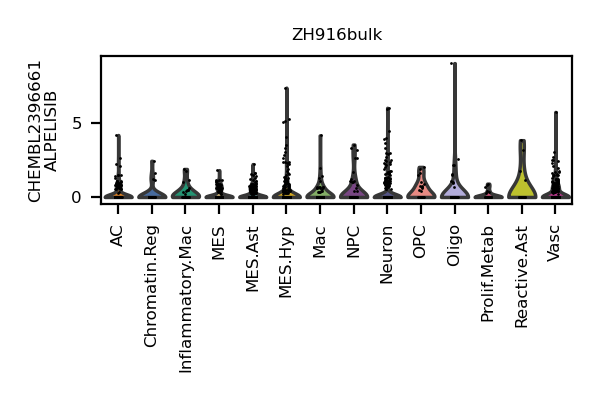 ZH916bulk
CHEMBL2396661
ALPELISIB
5
0
AC
Chromatin.Reg
Inflammatory.Mac
MES
MES.Ast
MES.Hyp
Mac
NPC
Neuron
OPC
Oligo
Prolif.Metab
Reactive.Ast
Vasc